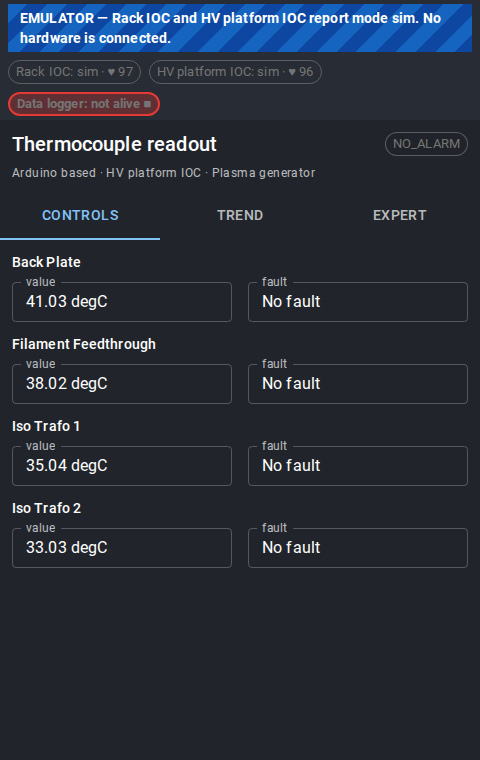 EMULATOR — Rack IOC and HV platform IOC report mode sim. No
hardware is connected.
Rack IOC: sim · ♥ 97
HV platform IOC: sim · ♥ 96
Data logger: not alive ■
Thermocouple readout
NO_ALARM
Arduino based · HV platform IOC · Plasma generator
CONTROLS
TREND
EXPERT
Back Plate
value
fault
41.03 degC
No fault
Filament Feedthrough
value
fault
38.02 degC
No fault
Iso Trafo 1
value
fault
35.04 degC
No fault
Iso Trafo 2
value
fault
33.03 degC
No fault